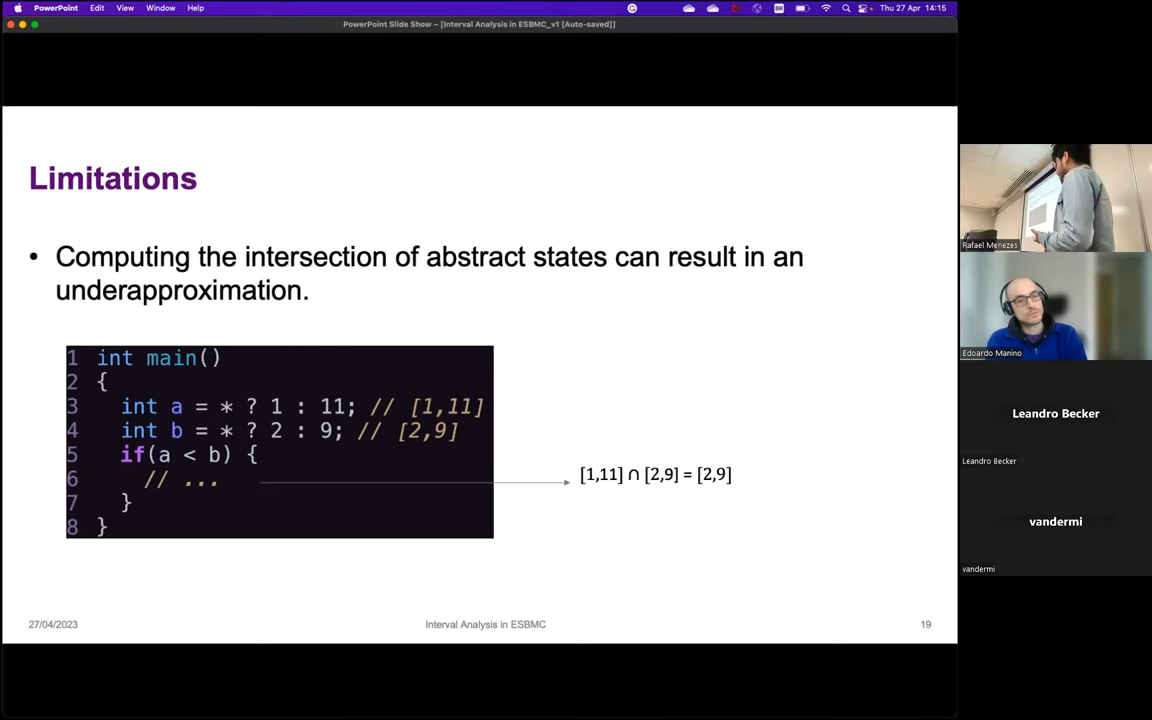 PowerPoint Edit View Window Help Thu 27 Apr 14:15
PowerPoint Slide Show – [Interval Analysis in ESBMC_v1 [Auto-saved]]
Limitations
• Computing the intersection of abstract states can result in an
underapproximation.
1 int main()
2 {
3 int a = * ? 1 : 11; // [1,11]
4 int b = * ? 2 : 9; // [2,9]
5 if(a < b) {
6 // ...
7 }
8 }
[1,11] ∩ [2,9] = [2,9]
27/04/2023
Interval Analysis in ESBMC
19
Rafael Menezes
Edoardo Manino
Leandro Becker
Leandro Becker
vandermi
vandermi